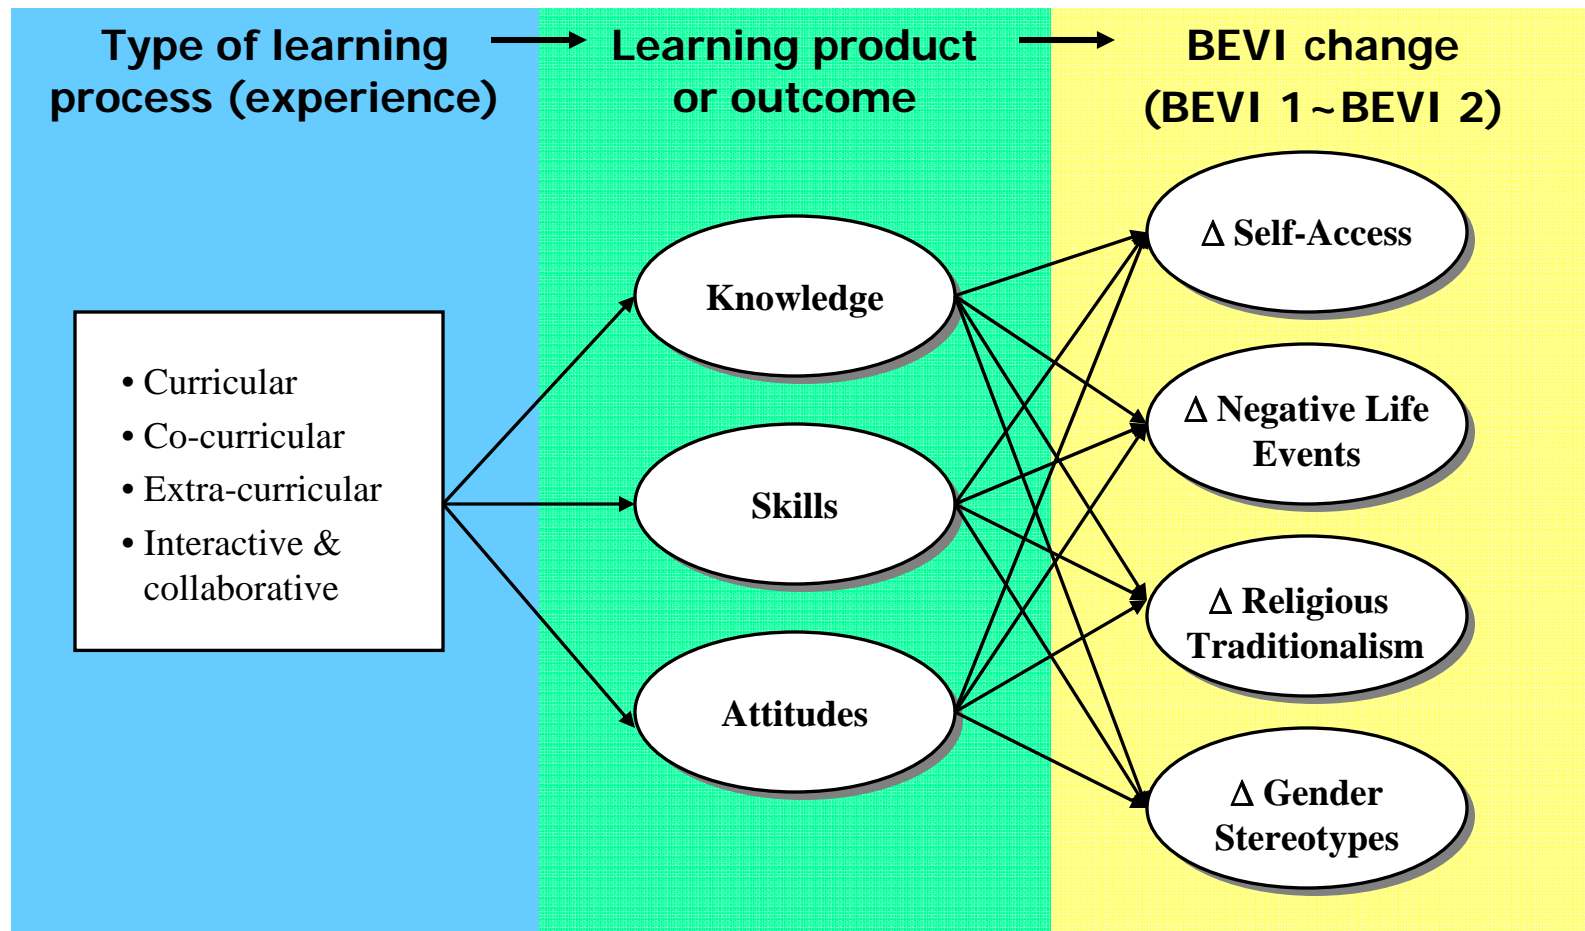 Type of learning
process (experience)
Learning product
or outcome
BEVI change
(BEVI 1~BEVI 2)
• Curricular
• Co-curricular
• Extra-curricular
• Interactive &
collaborative
Knowledge
Skills
Attitudes
Δ Self-Access
Δ Negative Life
Events
Δ Religious
Traditionalism
Δ Gender
Stereotypes